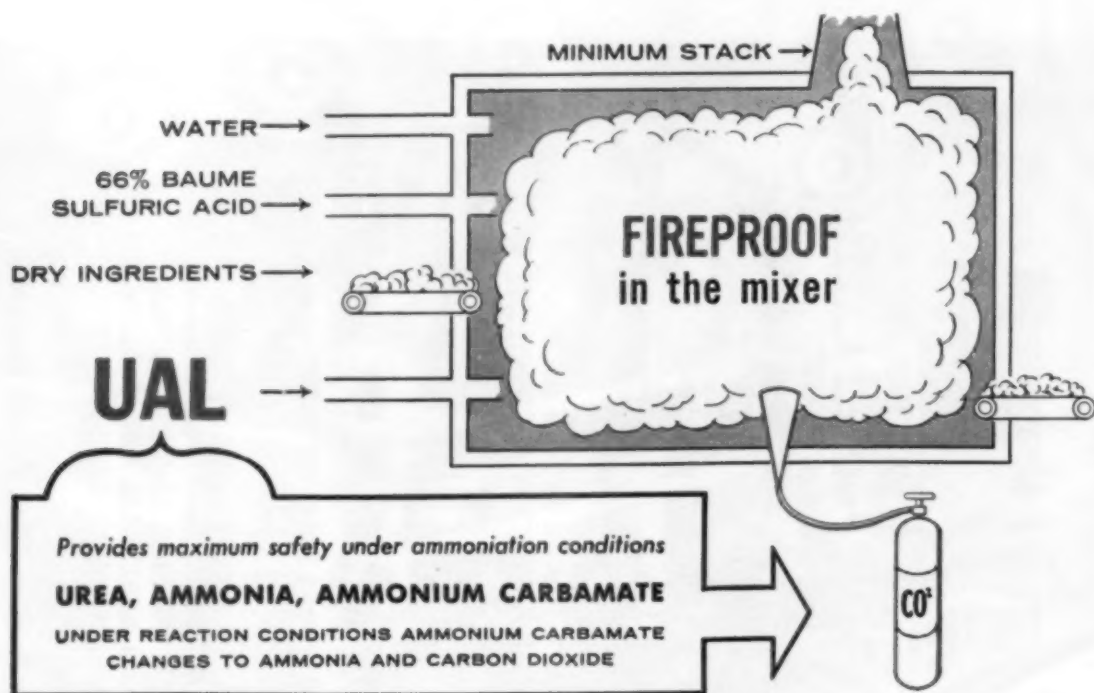 MINIMUM STACK
WATER
66% BAUME
SULFURIC ACID
DRY INGREDIENTS
UAL
FIREPROOF
in the mixer
Provides maximum safety under ammoniation conditions
UREA, AMMONIA, AMMONIUM CARBAMATE
UNDER REACTION CONDITIONS AMMONIUM CARBAMATE
CHANGES TO AMMONIA AND CARBON DIOXIDE
CO²